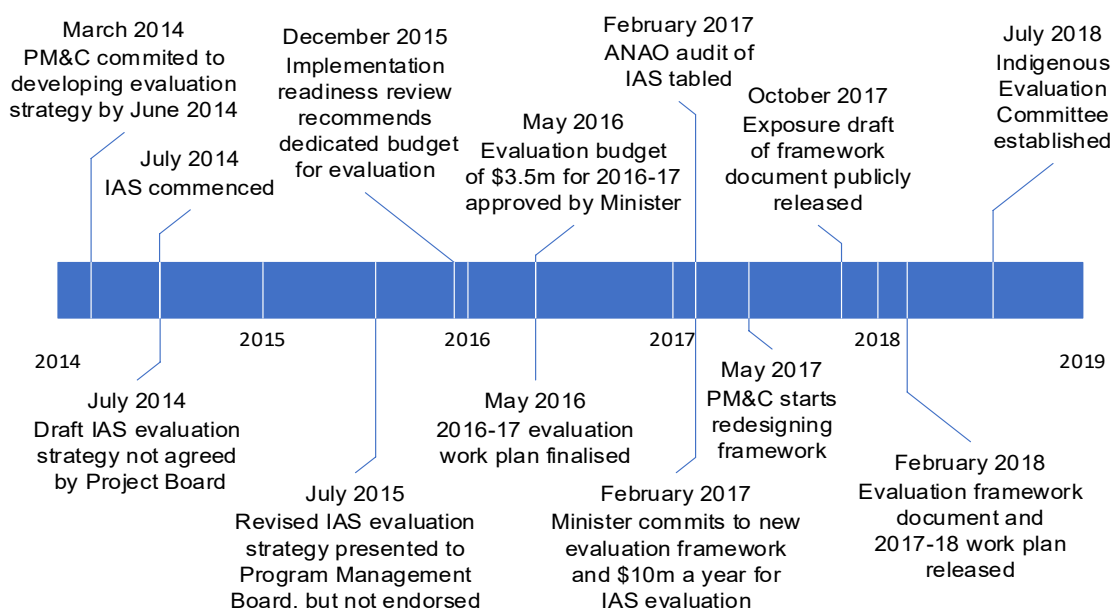 March 2014
PM&C commited to
developing evaluation
strategy by June 2014
July 2014
IAS commenced
December 2015
Implementation
readiness review
recommends
dedicated budget
for evaluation
May 2016
Evaluation budget
of $3.5m for 2016-17
approved by Minister
February 2017
ANAO audit of
IAS tabled
October 2017
Exposure draft
of framework
document publicly
released
July 2018
Indigenous
Evaluation
Committee
established
2014
2015
2016
2017
2018
2019
July 2014
Draft IAS evaluation
strategy not agreed
by Project Board
July 2015
Revised IAS evaluation
strategy presented to
Program Management
Board, but not endorsed
May 2016
2016-17 evaluation
work plan finalised
February 2017
Minister commits to new
evaluation framework
and $10m a year for
IAS evaluation
May 2017
PM&C starts
redesigning
framework
February 2018
Evaluation framework
document and
2017-18 work plan
released